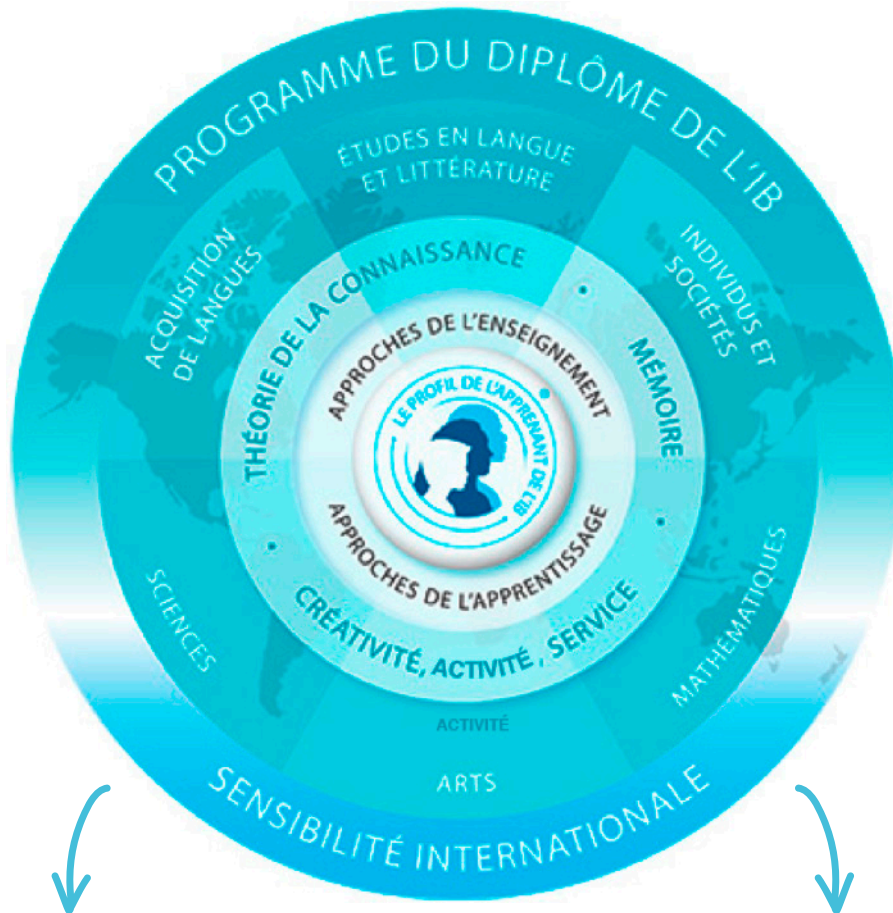 PROGRAMME DU DIPLÔME DE L'IB
ÉTUDES EN LANGUE
ET LITTÉRATURE
ACQUISITION
DE LANGUES
INDIVIDUS ET
SOCIÉTÉS
THÉORIE DE LA CONNAISSANCE
MÉMOIRE
APPROCHES DE L'ENSEIGNEMENT
LE PROFIL DE L'APPRENANT DE L'IB
APPROCHES DE L'APPRENTISSAGE
CRÉATIVITÉ, ACTIVITÉ , SERVICE
SCIENCES
MATHÉMATIQUES
ACTIVITÉ
ARTS
SENSIBILITÉ INTERNATIONALE